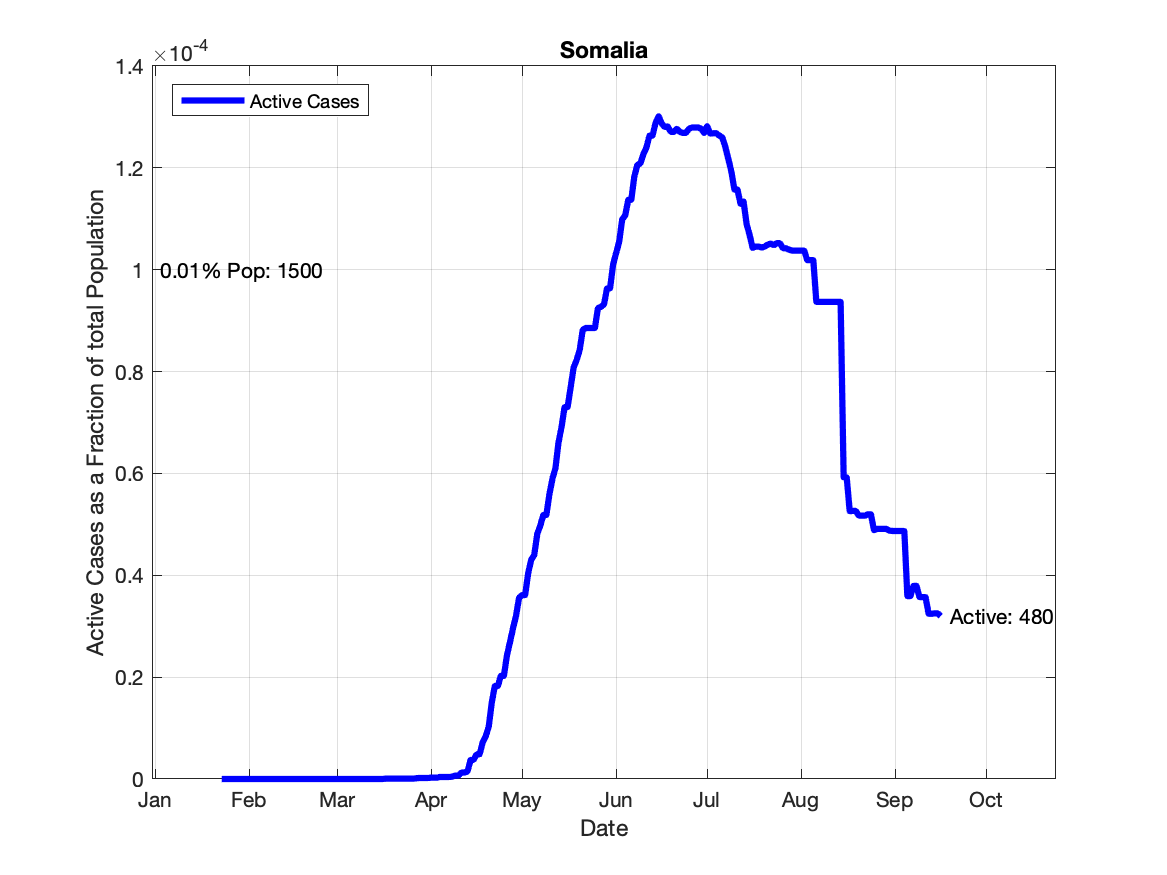 Somalia
×10-4
Active Cases
1.4
1.2
1
0.8
0.6
0.4
0.2
0
0.01% Pop: 1500
Active: 480
Active Cases as a Fraction of total Population
Jan Feb Mar Apr May Jun Jul Aug Sep Oct
Date